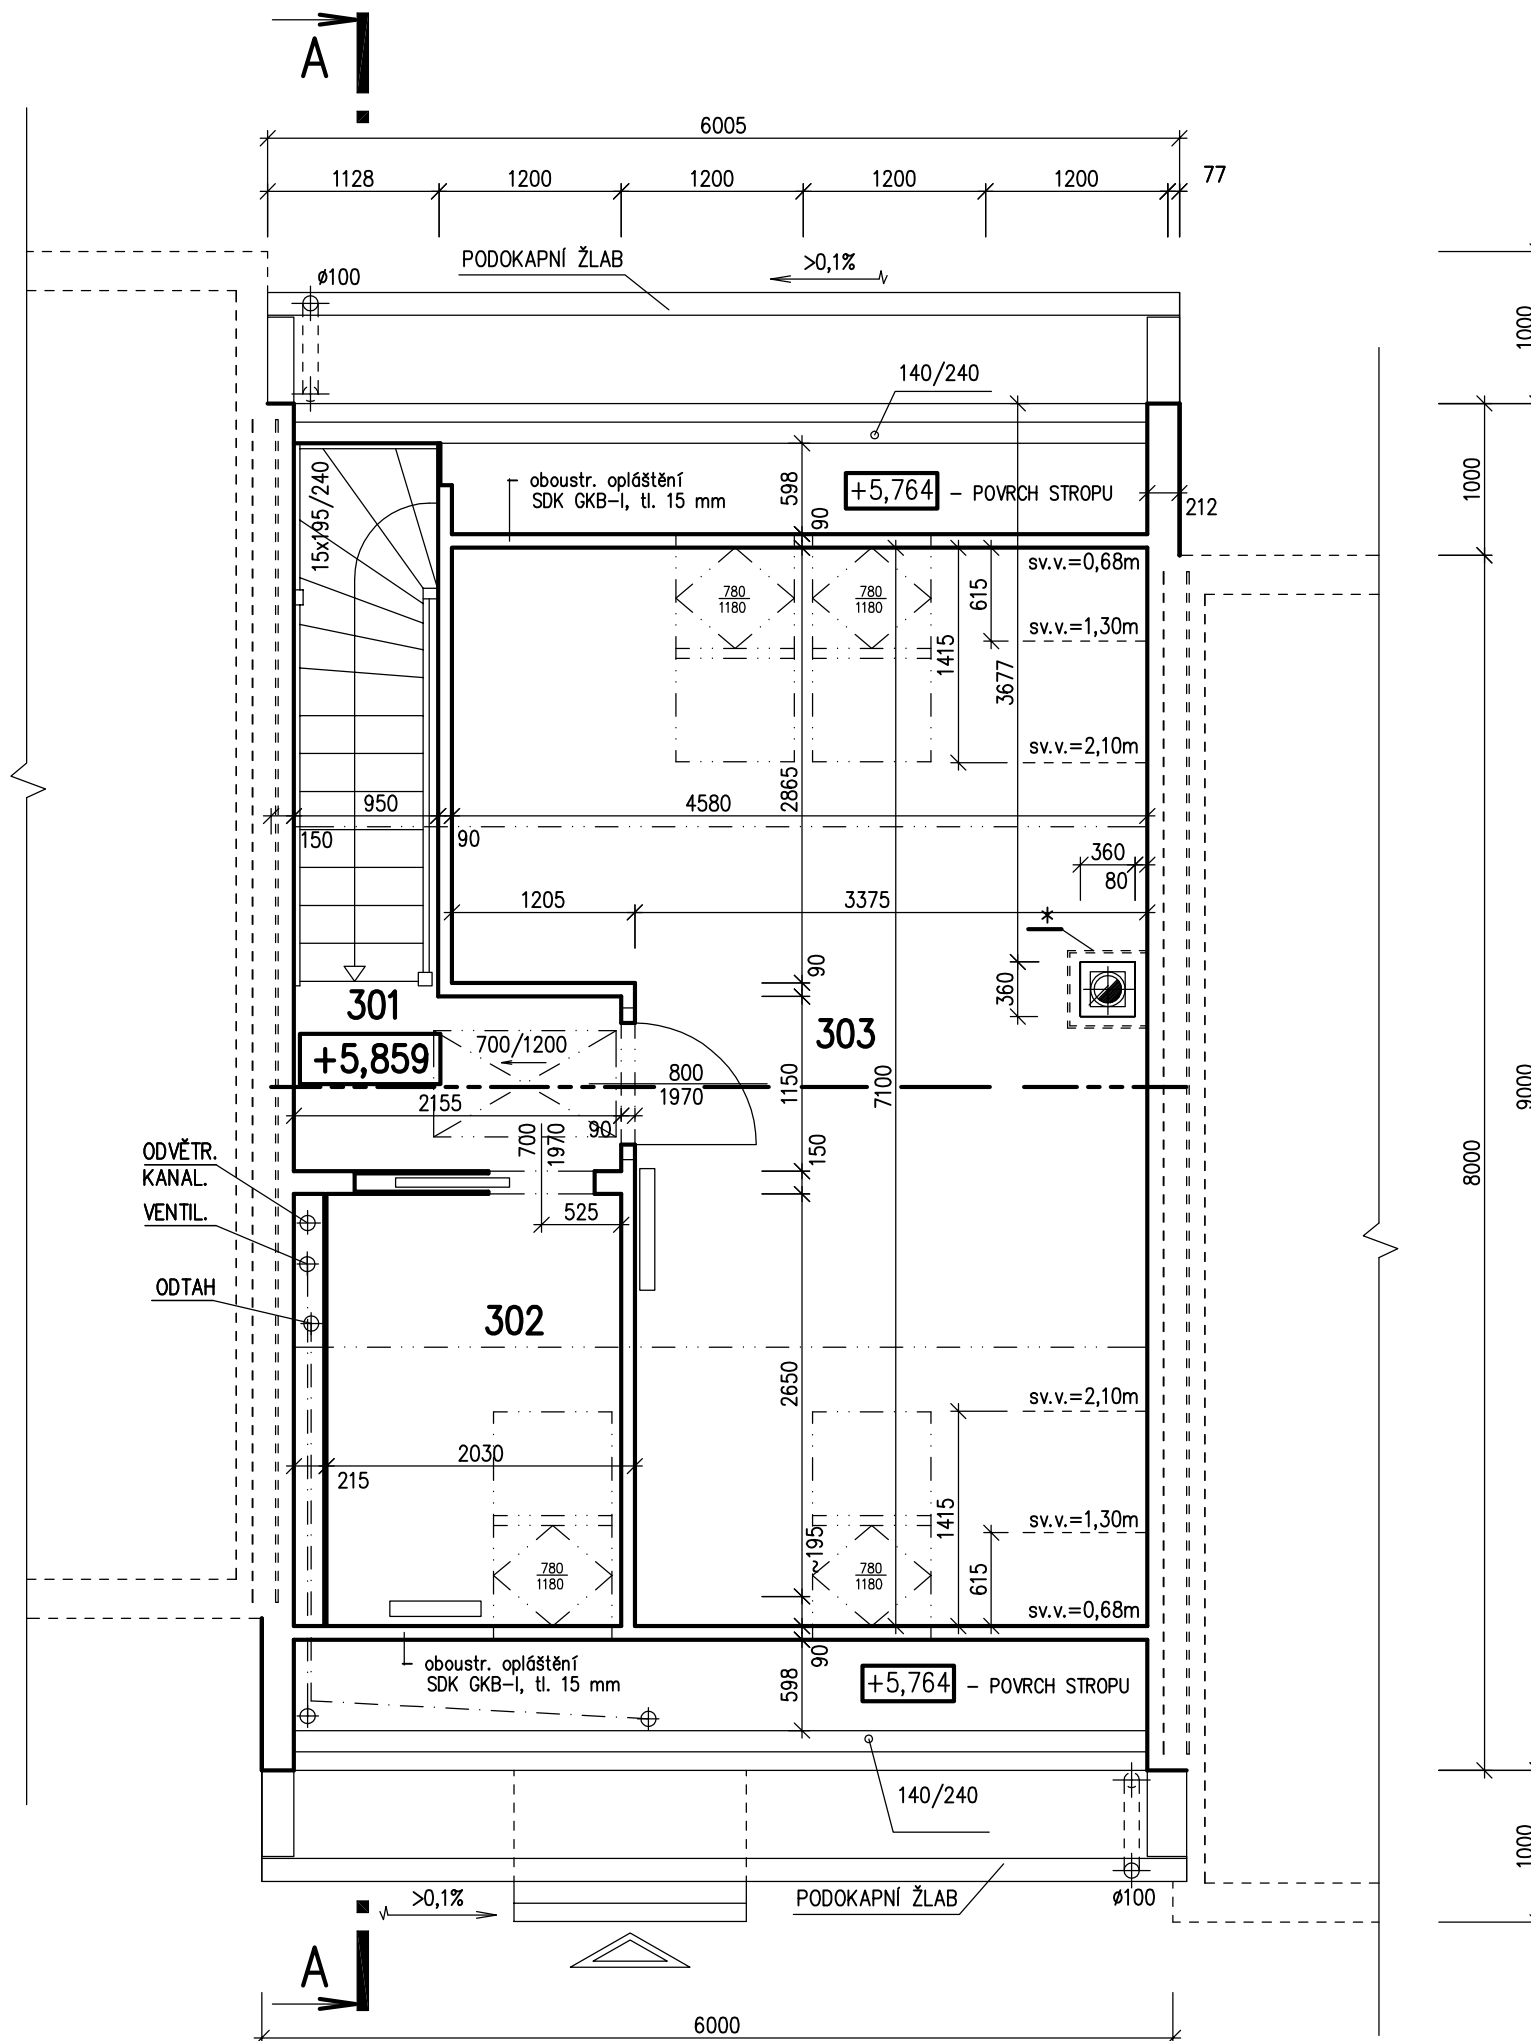 A
6005
1128
1200
1200
1200
1200
77
PODOKAPNÍ ŽLAB
>0,1%
ø100
1000
140/240
15x195/240
oboustr. opláštění
SDK GKB-I, tl. 15 mm
598
90
+5,764
- POVRCH STROPU
212
1000
sv.v.=0,68m
780
1180
780
1180
615
sv.v.=1,30m
1415
3677
sv.v.=2,10m
2865
950
4580
150
90
360
80
1205
3375
*
90
360
301
303
+5,859
700/1200
800
1970
1150
7100
9000
2155
90
700
1970
150
8000
ODVĚTR.
KANAL.
VENTIL.
525
ODTAH
302
2650
sv.v.=2,10m
2030
215
1415
sv.v.=1,30m
~195
780
1180
780
1180
615
sv.v.=0,68m
90
oboustr. opláštění
SDK GKB-I, tl. 15 mm
598
+5,764
- POVRCH STROPU
140/240
1000
>0,1%
PODOKAPNÍ ŽLAB
ø100
A
6000